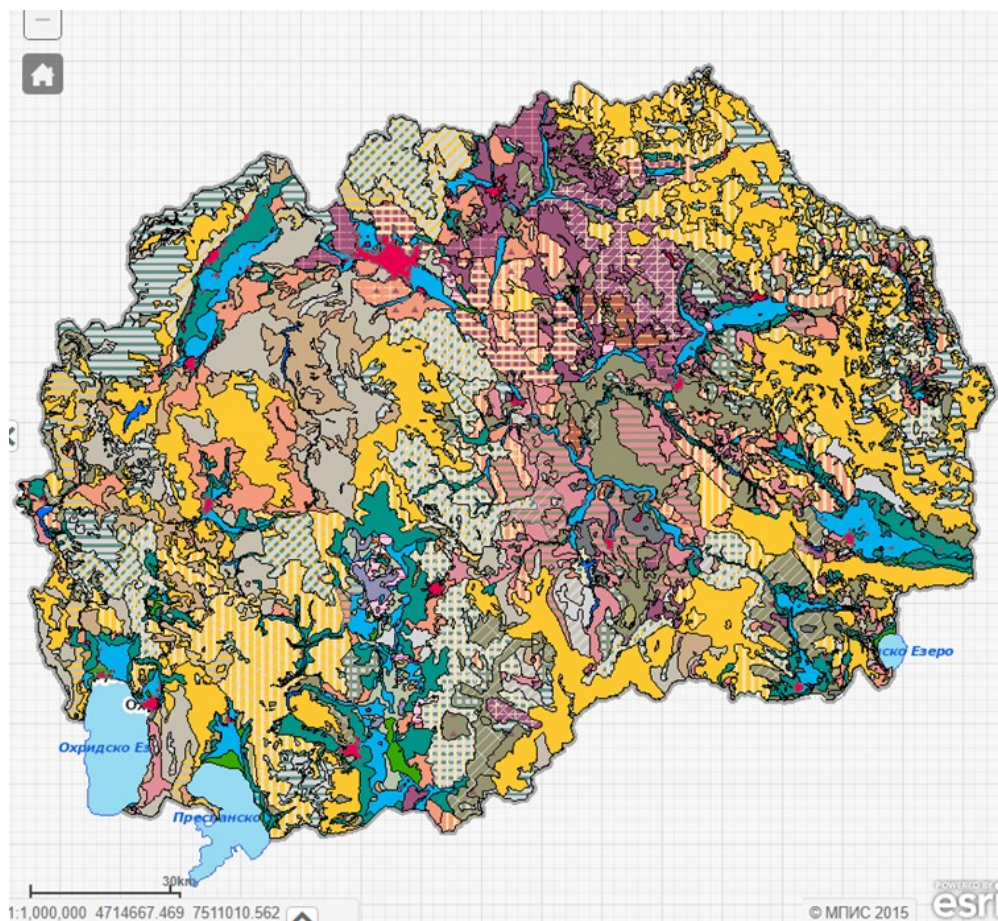 ско Езеро
Ох
Охридско Ез
Преспанско
30km
1:1,000,000 4714667.469 7511010.562
POWERED BY
esri
© МПИС 2015